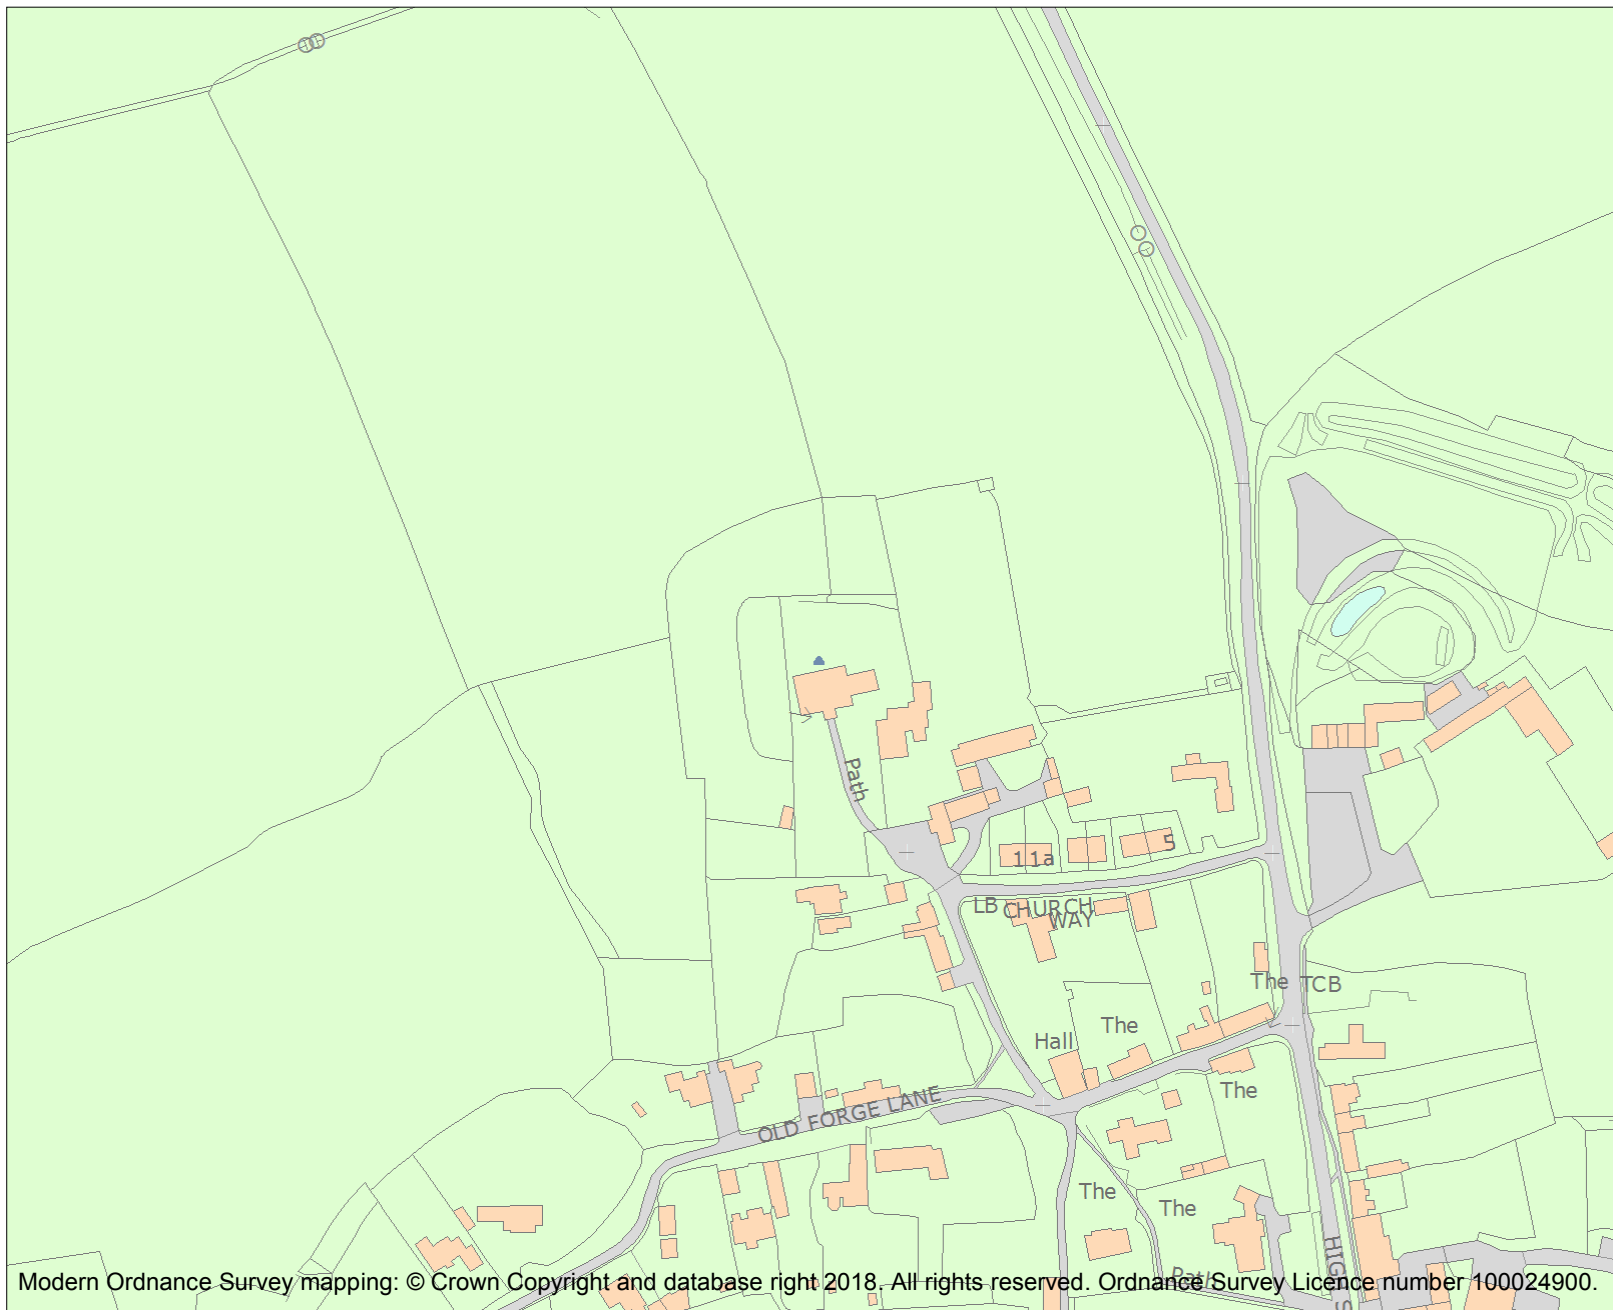 Path
5
11a
LB CHURCH
WAY
The TCB
The
Hall
The
OLD FORGE LANE
The
The
Path
Modern Ordnance Survey mapping: © Crown Copyright and database right 2018. All rights reserved. Ordnance Survey Licence number 100024900.